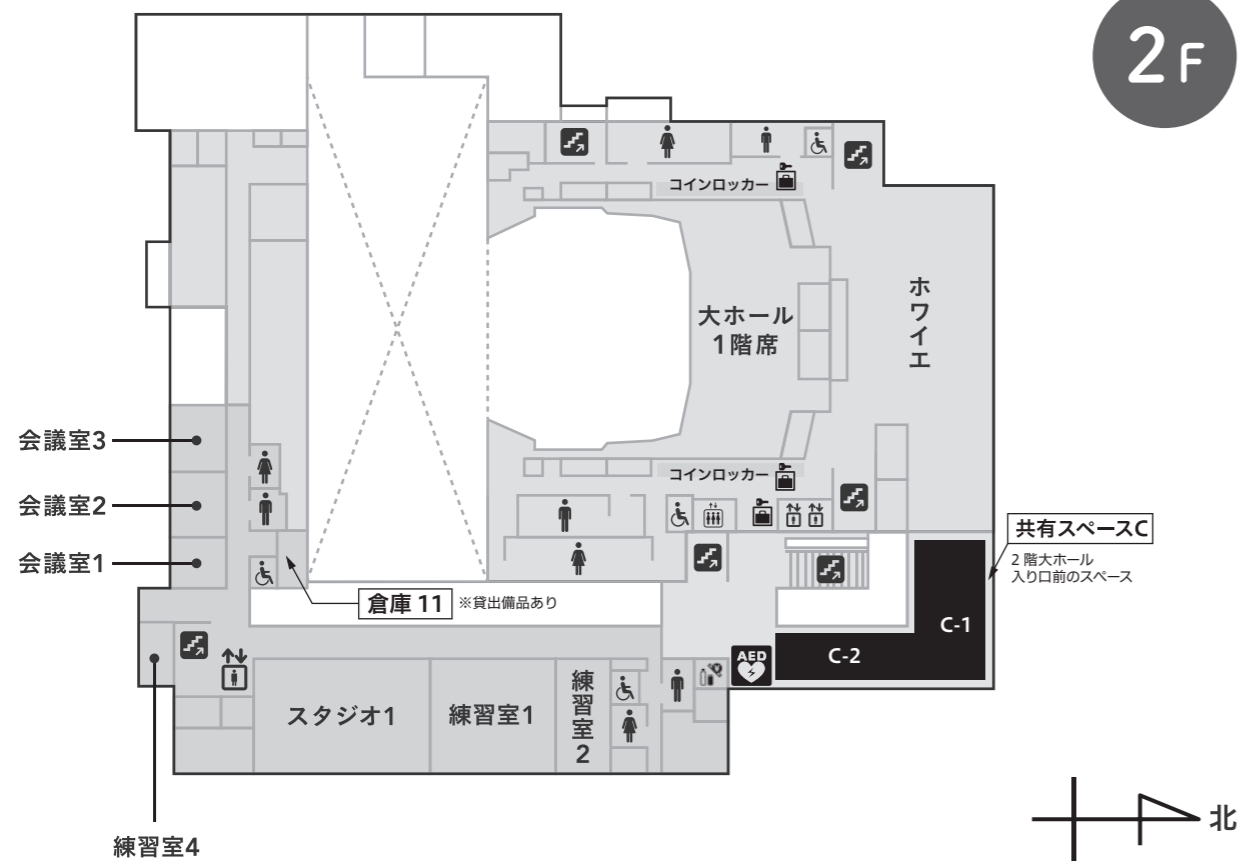 2F
コインロッカー
大ホール
1階席
ホワイエ
会議室3
会議室2
会議室1
コインロッカー
共有スペースC
2 階大ホール
入り口前のスペース
倉庫 11 ※貸出備品あり
C-1
C-2
AED
スタジオ1
練習室1
練習室2
練習室4
北